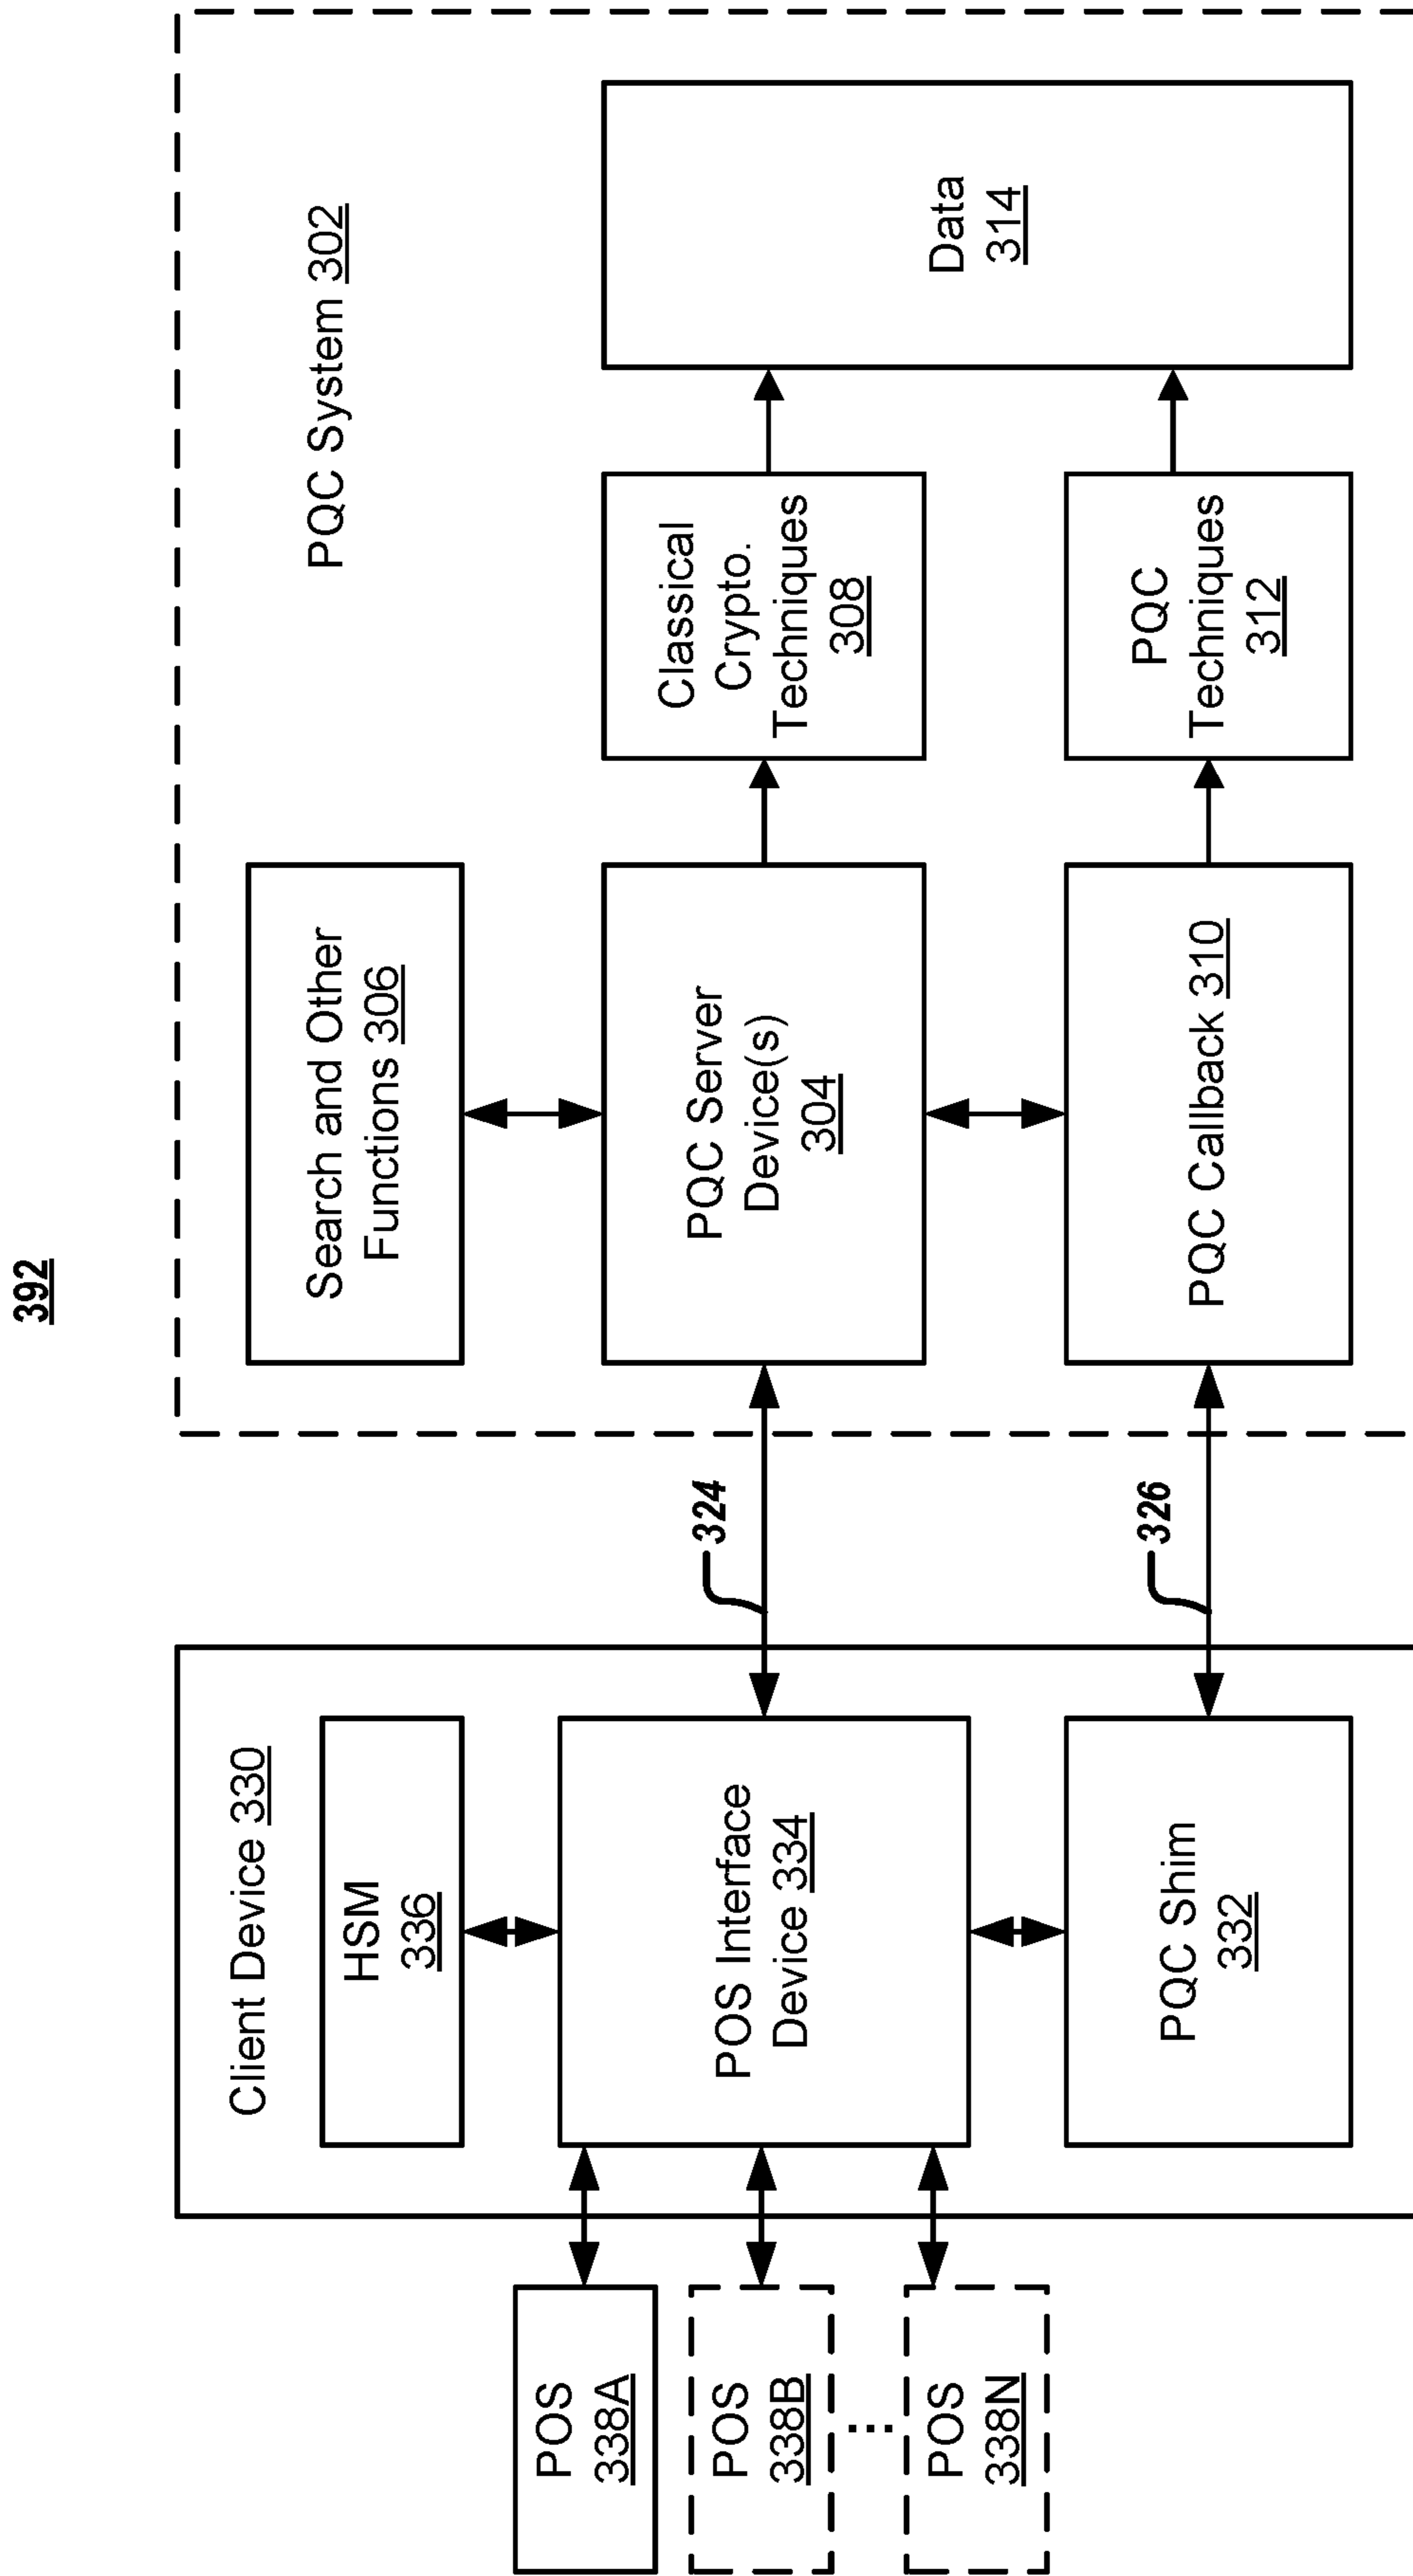 392
Client Device 330
HSM
336
POS Interface
Device 334
PQC Shim
332
POS
338A
POS
338B
...
POS
338N
324
326
PQC System 302
Search and Other
Functions 306
PQC Server
Device(s)
304
PQC Callback 310
Classical
Crypto.
Techniques
308
PQC
Techniques
312
Data
314